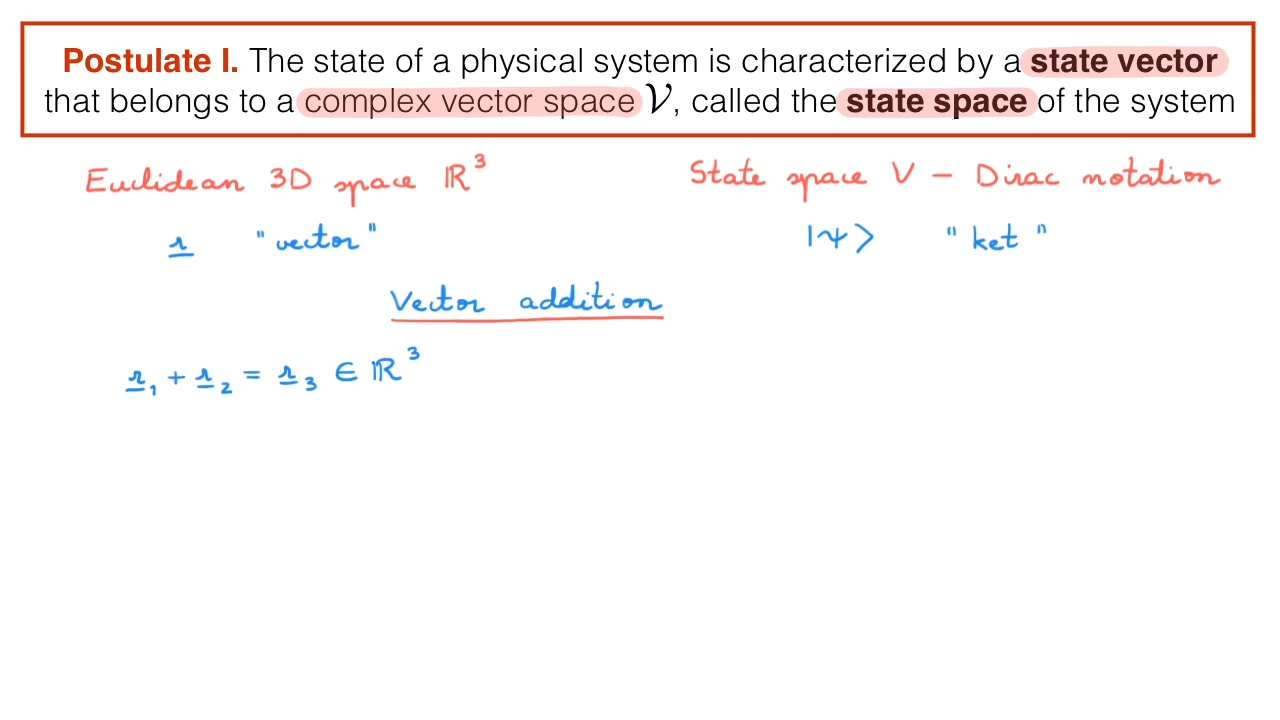 Postulate I. The state of a physical system is characterized by a state vector
that belongs to a complex vector space 𝒱, called the state space of the system
Euclidean 3D space ℝ³
State space V – Dirac notation
r "vector"
|ψ> "ket"
Vector addition
r₁ + r₂ = r₃ ∈ ℝ³